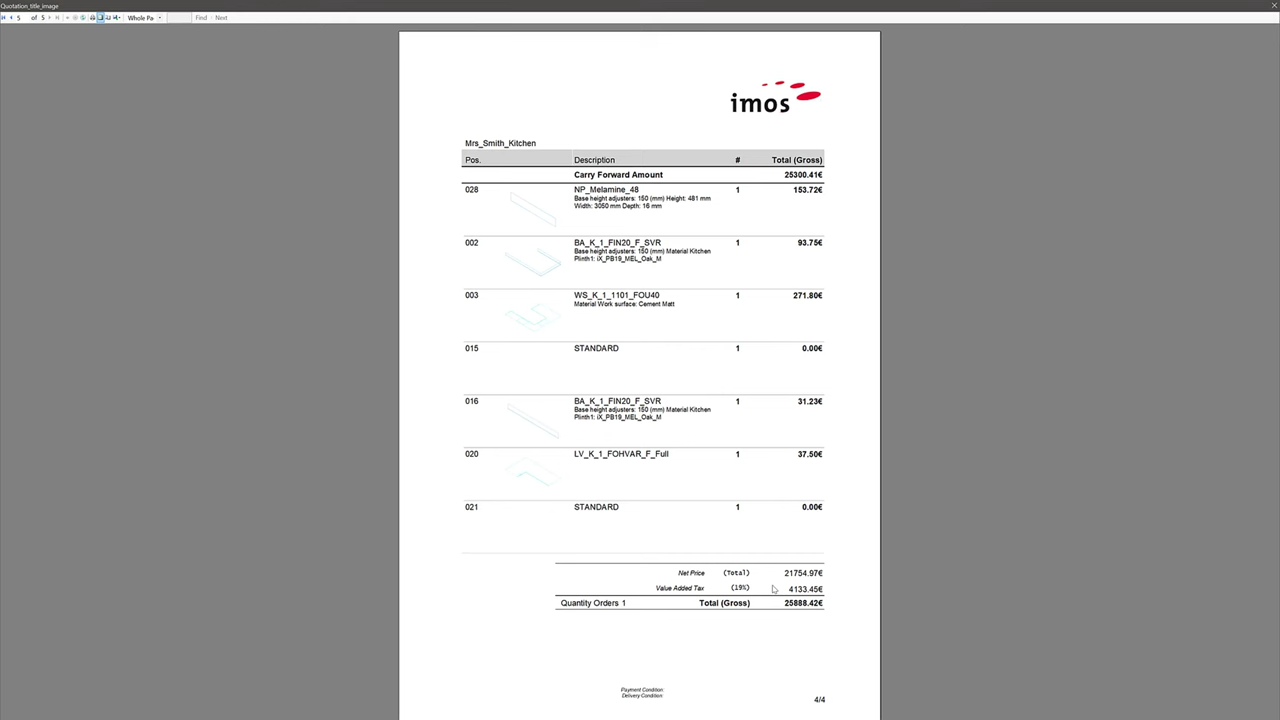 Quotation_title_image
5 of 5 Whole Pa Find Next
imos
Mrs_Smith_Kitchen
Pos. Description # Total (Gross)
Carry Forward Amount 25300.41€
028 NP_Melamine_48 1 153.72€
Base height adjusters: 150 (mm) Height: 481 mm
Width: 3050 mm Depth: 16 mm
002 BA_K_1_FIN20_F_SVR 1 93.75€
Base height adjusters: 150 (mm) Material Kitchen
Plinth1: iX_PB19_MEL_Oak_M
003 WS_K_1_1101_FOU40 1 271.80€
Material Work surface: Cement Matt
015 STANDARD 1 0.00€
016 BA_K_1_FIN20_F_SVR 1 31.23€
Base height adjusters: 150 (mm) Material Kitchen
Plinth1: iX_PB19_MEL_Oak_M
020 LV_K_1_FOHVAR_F_Full 1 37.50€
021 STANDARD 1 0.00€
Net Price (Total) 21754.97€
Value Added Tax (19%) 4133.45€
Quantity Orders 1 Total (Gross) 25888.42€
Payment Condition:
Delivery Condition:
4/4